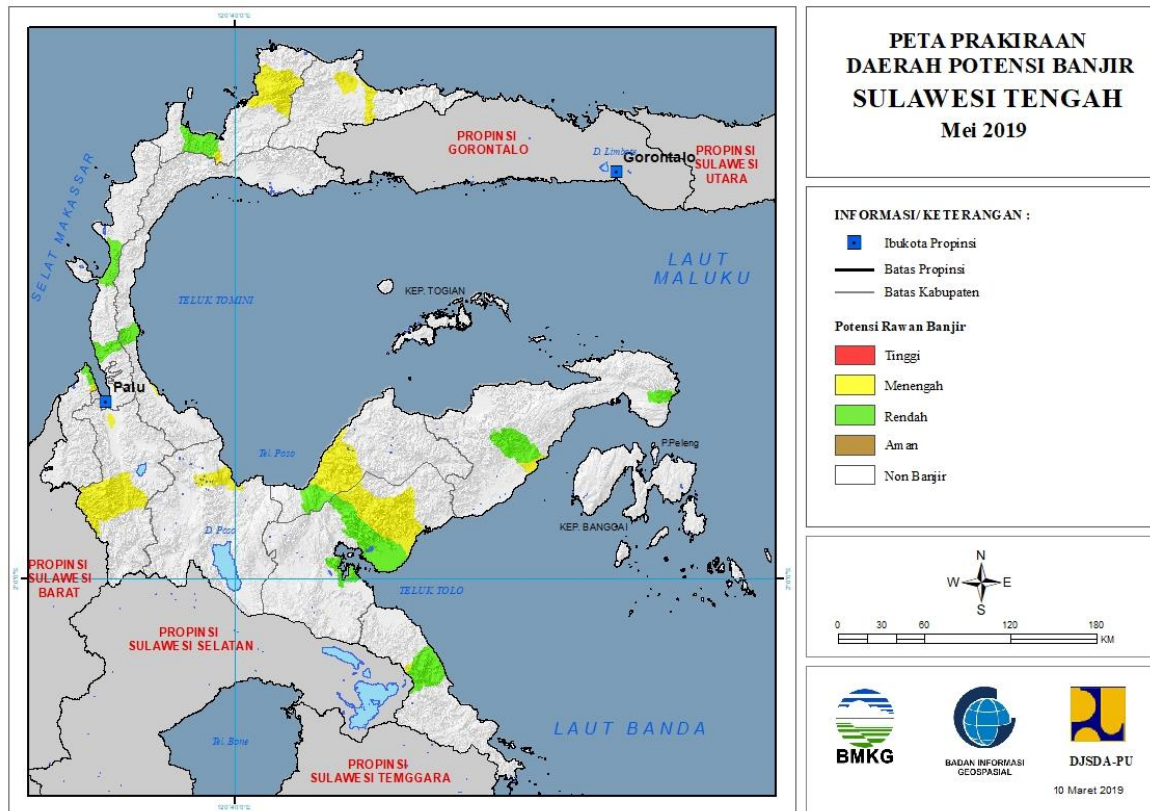 120°40'0"E
PROPINSI
GORONTALO
D. Limboto
Gorontalo
PROPINSI
SULAWESI
UTARA
SELAT MAKASSAR
LAUT
MALUKU
TELUK TOMINI
KEP. TOGIAN
Palu
Tel. Poso
P.Peleng
KEP. BANGGAI
D. Poso
PROPINSI
SULAWESI
BARAT
TELUK TOLO
PROPINSI
SULAWESI SELATAN
LAUT BANDA
Tel. Bone
PROPINSI
SULAWESI TEMGGARA
PETA PRAKIRAAN
DAERAH POTENSI BANJIR
SULAWESI TENGAH
Mei 2019
INFORMASI/ KETERANGAN :
Ibukota Propinsi
Batas Propinsi
Batas Kabupaten
Potensi Rawan Banjir
Tinggi
Menengah
Rendah
Aman
Non Banjir
N
W E
S
0 30 60 120 180
KM
BMKG
BADAN INFORMASI
GEOSPASIAL
DJSDA-PU
10 Maret 2019